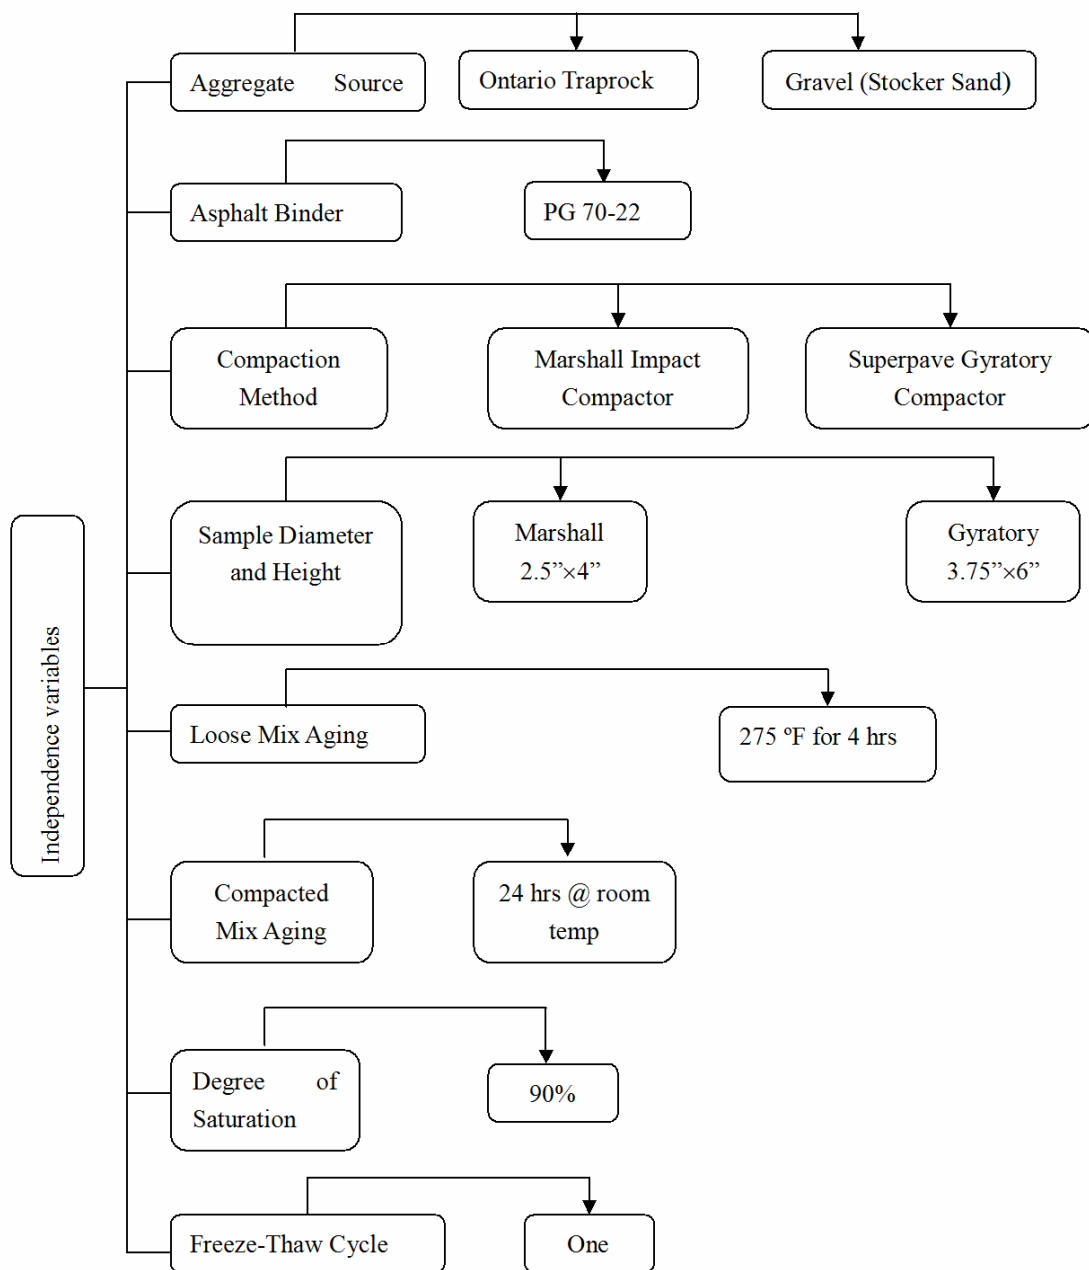 Aggregate Source
Ontario Traprock
Gravel (Stocker Sand)
Asphalt Binder
PG 70-22
Compaction
Method
Marshall Impact
Compactor
Superpave Gyratory
Compactor
Sample Diameter
and Height
Marshall
2.5”×4”
Gyratory
3.75”×6”
Independence variables
Loose Mix Aging
275 ºF for 4 hrs
Compacted
Mix Aging
24 hrs @ room
temp
Degree of
Saturation
90%
Freeze-Thaw Cycle
One